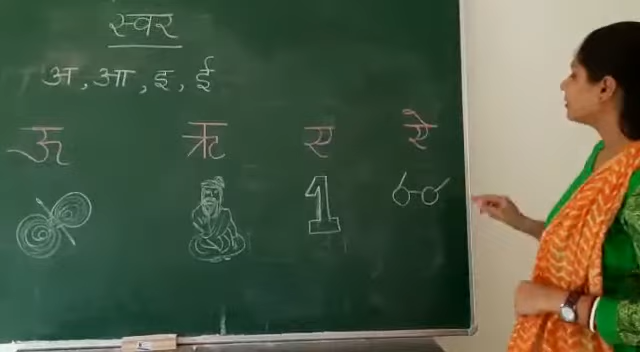 स्वर
अ, आ, इ, ई
ऊ ऋ ए ऐ
1